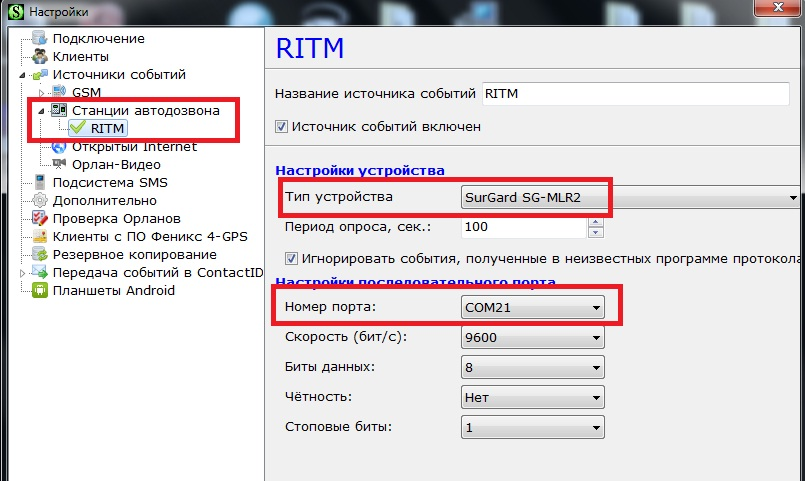 Настройки
Подключение
Клиенты
Источники событий
GSM
Станции автодозвона
RITM
Открытый Internet
Орлан-Видео
Подсистема SMS
Дополнительно
Проверка Орланов
Клиенты с ПО Феникс 4-GPS
Резервное копирование
Передача событий в ContactID
Планшеты Android
RITM
Название источника событий RITM
Источник событий включен
Настройки устройства
Тип устройства SurGard SG-MLR2
Период опроса, сек.: 100
Игнорировать события, полученные в неизвестных программе протокола
Настройки последовательного порта
Номер порта: COM21
Скорость (бит/с): 9600
Биты данных: 8
Чётность: Нет
Стоповые биты: 1